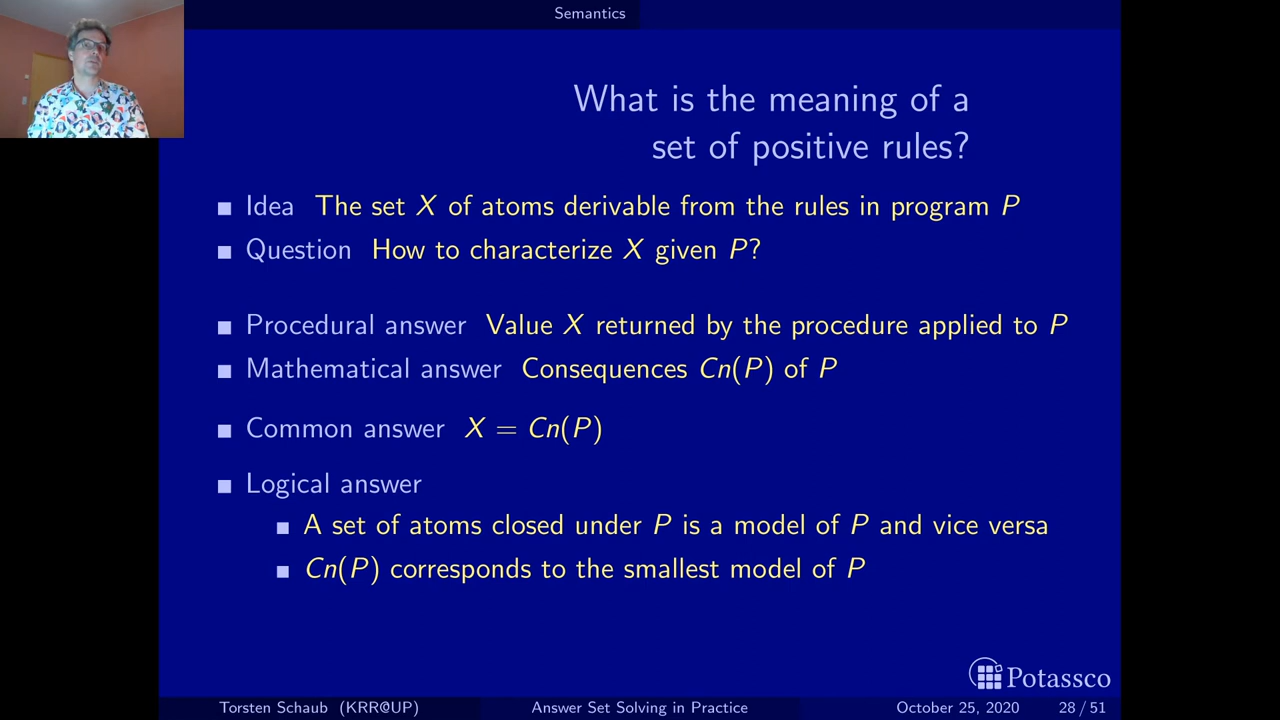 Semantics
What is the meaning of a
set of positive rules?
■ Idea The set X of atoms derivable from the rules in program P
■ Question How to characterize X given P?
■ Procedural answer Value X returned by the procedure applied to P
■ Mathematical answer Consequences Cn(P) of P
■ Common answer X = Cn(P)
■ Logical answer
■ A set of atoms closed under P is a model of P and vice versa
■ Cn(P) corresponds to the smallest model of P
Potassco
Torsten Schaub (KRR@UP) Answer Set Solving in Practice October 25, 2020 28 / 51